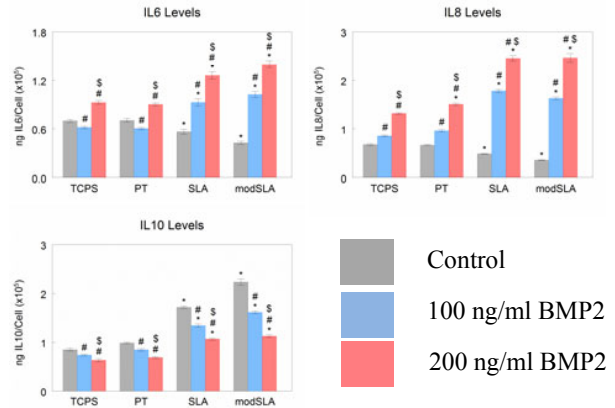 IL6 Levels
ng IL6/Cell (x10⁵)
1.8
1.2
0.6
0.0
# $ # # $ # # * $ # * * # * $ # * *
TCPS PT SLA modSLA
IL8 Levels
ng IL8/Cell (x10⁵)
3
2
1
0
# $ # # $ # * # * # $ * * # * # $ * *
TCPS PT SLA modSLA
IL10 Levels
ng IL10/Cell (x10⁵)
3
2
1
0
# $ # # $ # * # * $ # * * # * $ # *
TCPS PT SLA modSLA
Control
100 ng/ml BMP2
200 ng/ml BMP2